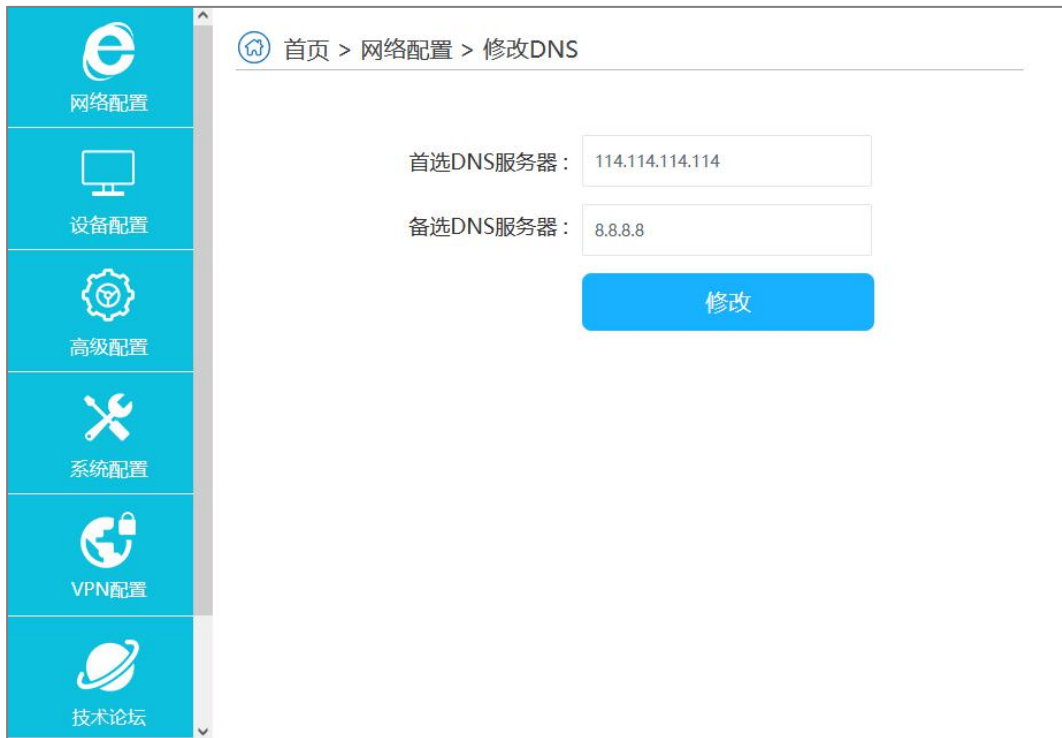 网络配置
设备配置
高级配置
系统配置
VPN配置
技术论坛
首页 > 网络配置 > 修改DNS
首选DNS服务器： 114.114.114.114
备选DNS服务器： 8.8.8.8
修改